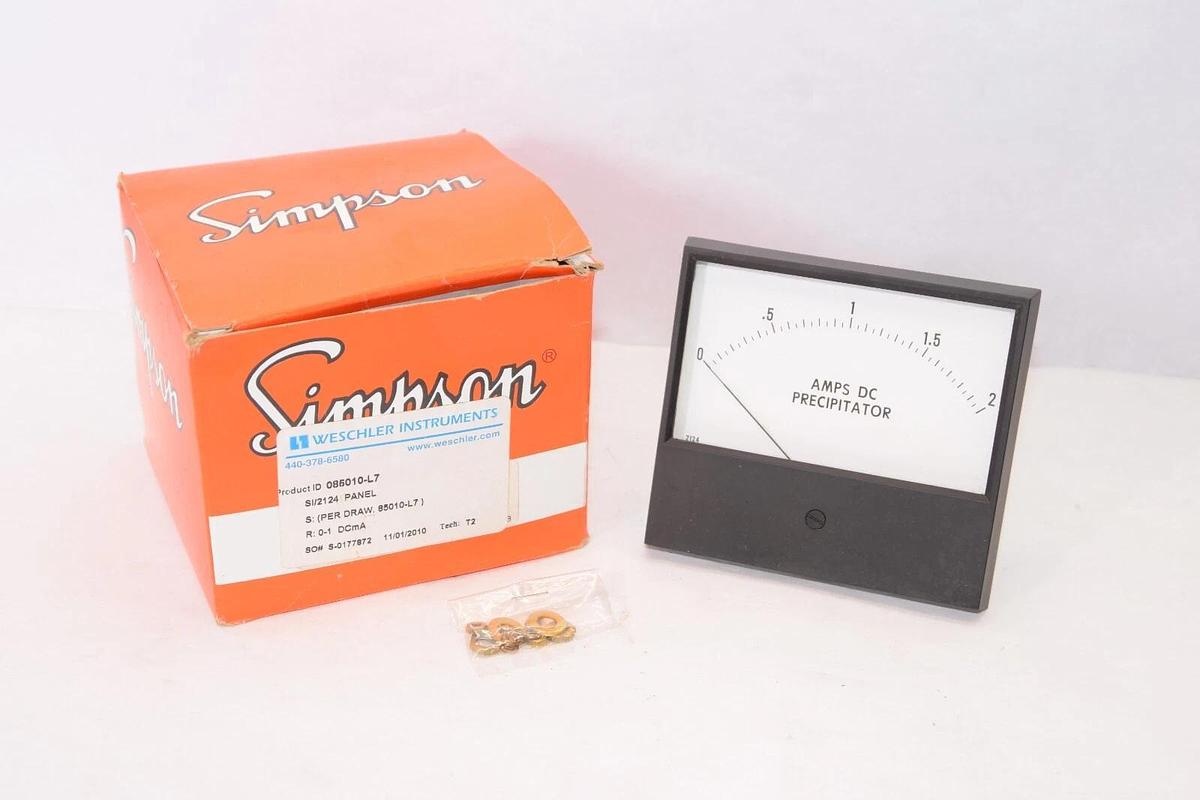 Simpson
Simpson
Simpson®
WESCHLER INSTRUMENTS
440-378-6580 www.weschler.com
Product ID 085010-L7
SI/2124 PANEL
S: (PER DRAW. 85010-L7 )
R: 0-1 DCmA
SO# S-0177872 11/01/2010 Tech: T2
0 .5 1 1.5 2
AMPS DC
PRECIPITATOR
2124